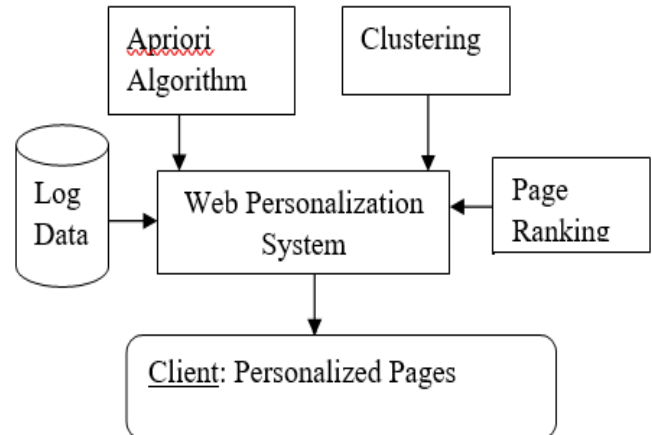 Apriori
Algorithm
Clustering
Log
Data
Web Personalization
System
Page
Ranking
Client: Personalized Pages